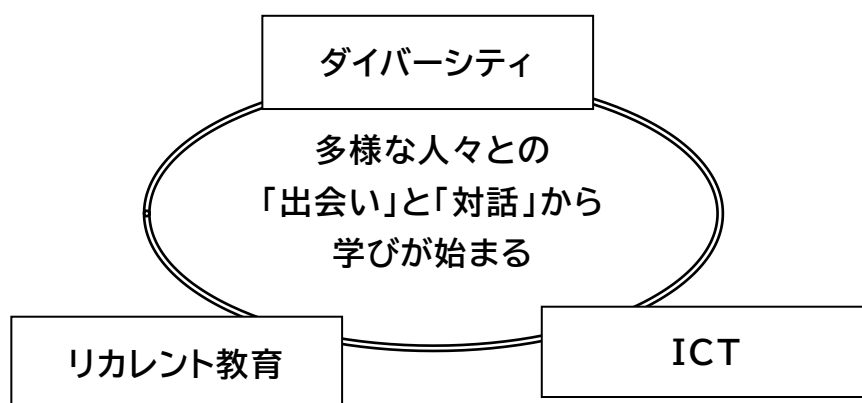 ダイバーシティ
多様な人々との
「出会い」と「対話」から
学びが始まる
リカレント教育
ICT